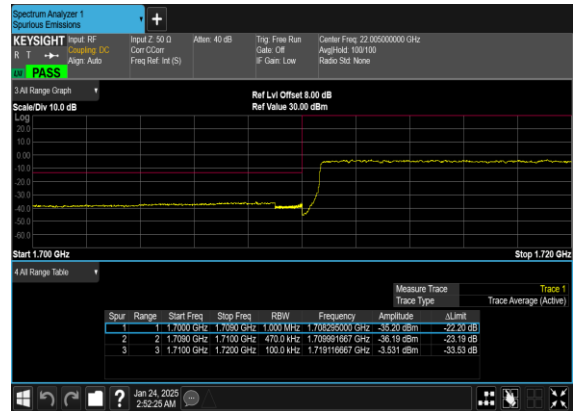 Spectrum Analyzer 1
Spurious Emissions
+
KEYSIGHT Input: RF Input Z: 50 Ω Atten: 40 dB Trig: Free Run Center Freq: 22.005000000 GHz
R T Coupling: DC Corr CCorr Gate: Off Avg|Hold: 100/100
Align: Auto Freq Ref: Int (S) IF Gain: Low Radio Std: None
PASS
3 All Range Graph
Ref Lvl Offset 8.00 dB
Scale/Div 10.0 dB Ref Value 30.00 dBm
Log
20.0
10.0
0.00
-10.0
-20.0
-30.0
-40.0
-50.0
-60.0
Start 1.700 GHz Stop 1.720 GHz
4 All Range Table
Measure Trace Trace 1
Trace Type Trace Average (Active)
Spur Range Start Freq Stop Freq RBW Frequency Amplitude ΔLimit
1 1 1.7000 GHz 1.7090 GHz 1.000 MHz 1.708295000 GHz -35.20 dBm -22.20 dB
2 2 1.7090 GHz 1.7100 GHz 470.0 kHz 1.709991667 GHz -36.19 dBm -23.19 dB
3 3 1.7100 GHz 1.7200 GHz 100.0 kHz 1.719116667 GHz -3.531 dBm -33.53 dB
? Jan 24, 2025
2:52:25 AM